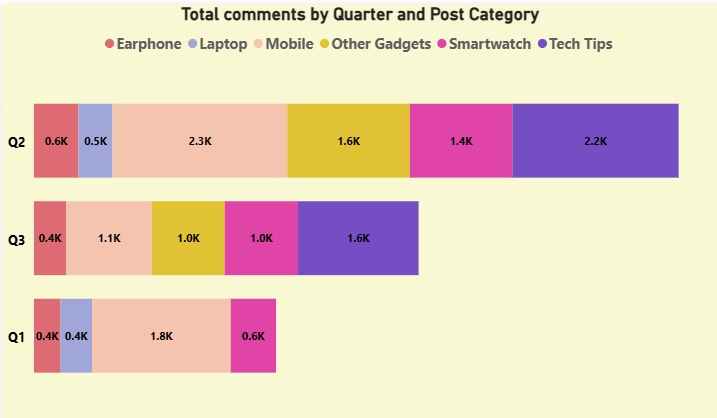 Total comments by Quarter and Post Category
Earphone Laptop Mobile Other Gadgets Smartwatch Tech Tips
Q2 0.6K 0.5K 2.3K 1.6K 1.4K 2.2K
Q3 0.4K 1.1K 1.0K 1.0K 1.6K
Q1 0.4K 0.4K 1.8K 0.6K